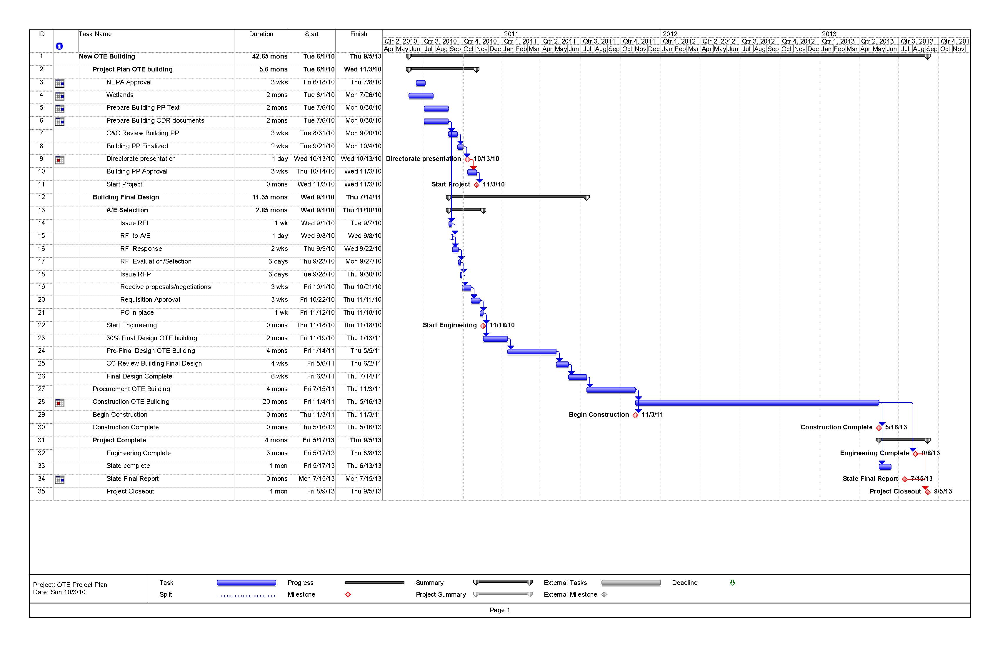 ID Task Name Duration Start Finish 2011 2012 2013
Qtr 2, 2010 Qtr 3, 2010 Qtr 4, 2010 Qtr 1, 2011 Qtr 2, 2011 Qtr 3, 2011 Qtr 4, 2011 Qtr 1, 2012 Qtr 2, 2012 Qtr 3, 2012 Qtr 4, 2012 Qtr 1, 2013 Qtr 2, 2013 Qtr 3, 2013 Qtr 4, 201
Apr May Jun Jul Aug Sep Oct Nov Dec Jan Feb Mar Apr May Jun Jul Aug Sep Oct Nov Dec Jan Feb Mar Apr May Jun Jul Aug Sep Oct Nov Dec Jan Feb Mar Apr May Jun Jul Aug Sep Oct Nov
1 New OTE Building 42.65 mons Tue 6/1/10 Thu 9/5/13
2 Project Plan OTE building 5.6 mons Tue 6/1/10 Wed 11/3/10
3 NEPA Approval 3 wks Fri 6/18/10 Thu 7/8/10
4 Wetlands 2 mons Tue 6/1/10 Mon 7/26/10
5 Prepare Building PP Text 2 mons Tue 7/6/10 Mon 8/30/10
6 Prepare Building CDR documents 2 mons Tue 7/6/10 Mon 8/30/10
7 C&C Review Building PP 3 wks Tue 8/31/10 Mon 9/20/10
8 Building PP Finalized 2 wks Tue 9/21/10 Mon 10/4/10
9 Directorate presentation 1 day Wed 10/13/10 Wed 10/13/10 Directorate presentation 10/13/10
10 Building PP Approval 3 wks Thu 10/14/10 Wed 11/3/10
11 Start Project 0 mons Wed 11/3/10 Wed 11/3/10 Start Project 11/3/10
12 Building Final Design 11.35 mons Wed 9/1/10 Thu 7/14/11
13 A/E Selection 2.85 mons Wed 9/1/10 Thu 11/18/10
14 Issue RFI 1 wk Wed 9/1/10 Tue 9/7/10
15 RFI to A/E 1 day Wed 9/8/10 Wed 9/8/10
16 RFI Response 2 wks Thu 9/9/10 Wed 9/22/10
17 RFI Evaluation/Selection 3 days Thu 9/23/10 Mon 9/27/10
18 Issue RFP 3 days Tue 9/28/10 Thu 9/30/10
19 Receive proposals/negotiations 3 wks Fri 10/1/10 Thu 10/21/10
20 Requisition Approval 3 wks Fri 10/22/10 Thu 11/11/10
21 PO in place 1 wk Fri 11/12/10 Thu 11/18/10
22 Start Engineering 0 mons Thu 11/18/10 Thu 11/18/10 Start Engineering 11/18/10
23 30% Final Design OTE building 2 mons Fri 11/19/10 Thu 1/13/11
24 Pre-Final Design OTE Building 4 mons Fri 1/14/11 Thu 5/5/11
25 CC Review Building Final Design 4 wks Fri 5/6/11 Thu 6/2/11
26 Final Design Complete 6 wks Fri 6/3/11 Thu 7/14/11
27 Procurement OTE Building 4 mons Fri 7/15/11 Thu 11/3/11
28 Construction OTE Building 20 mons Fri 11/4/11 Thu 5/16/13
29 Begin Construction 0 mons Thu 11/3/11 Thu 11/3/11 Begin Construction 11/3/11
30 Construction Complete 0 mons Thu 5/16/13 Thu 5/16/13 Construction Complete 5/16/13
31 Project Complete 4 mons Fri 5/17/13 Thu 9/5/13
32 Engineering Complete 3 mons Fri 5/17/13 Thu 8/8/13 Engineering Complete 8/8/13
33 State complete 1 mon Fri 5/17/13 Thu 6/13/13
34 State Final Report 0 mons Mon 7/15/13 Mon 7/15/13 State Final Report 7/15/13
35 Project Closeout 1 mon Fri 8/9/13 Thu 9/5/13 Project Closeout 9/5/13
Project: OTE Project Plan
Date: Sun 10/3/10
Task Progress Summary External Tasks Deadline
Split Milestone Project Summary External Milestone
Page 1